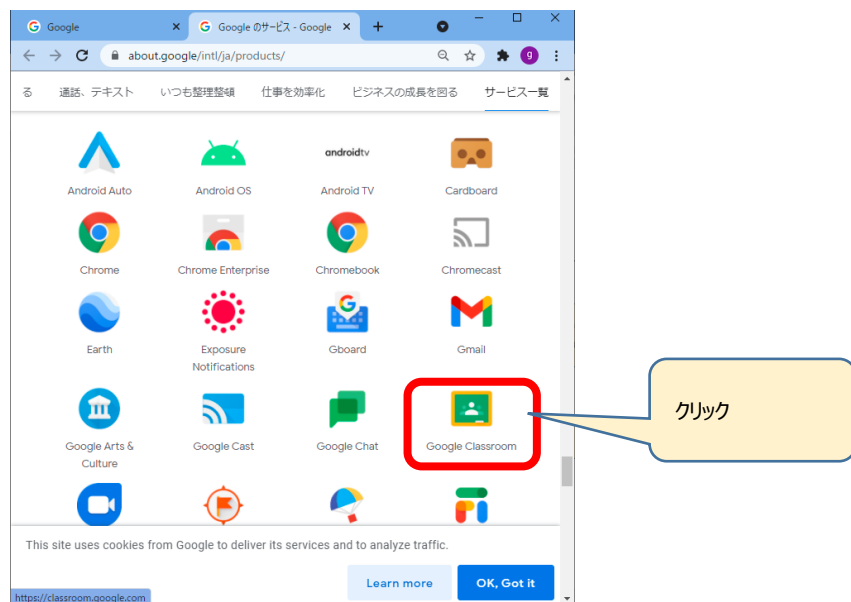 Google
Google のサービス - Google
about.google/intl/ja/products/
g
る 通話、テキスト いつも整理整頓 仕事を効率化 ビジネスの成長を図る サービス一覧
androidtv
Android Auto Android OS Android TV Cardboard
Chrome Chrome Enterprise Chromebook Chromecast
Earth Exposure Gboard Gmail
Notifications
クリック
Google Arts & Google Cast Google Chat Google Classroom
Culture
This site uses cookies from Google to deliver its services and to analyze traffic.
Learn more OK, Got it
https://classroom.google.com